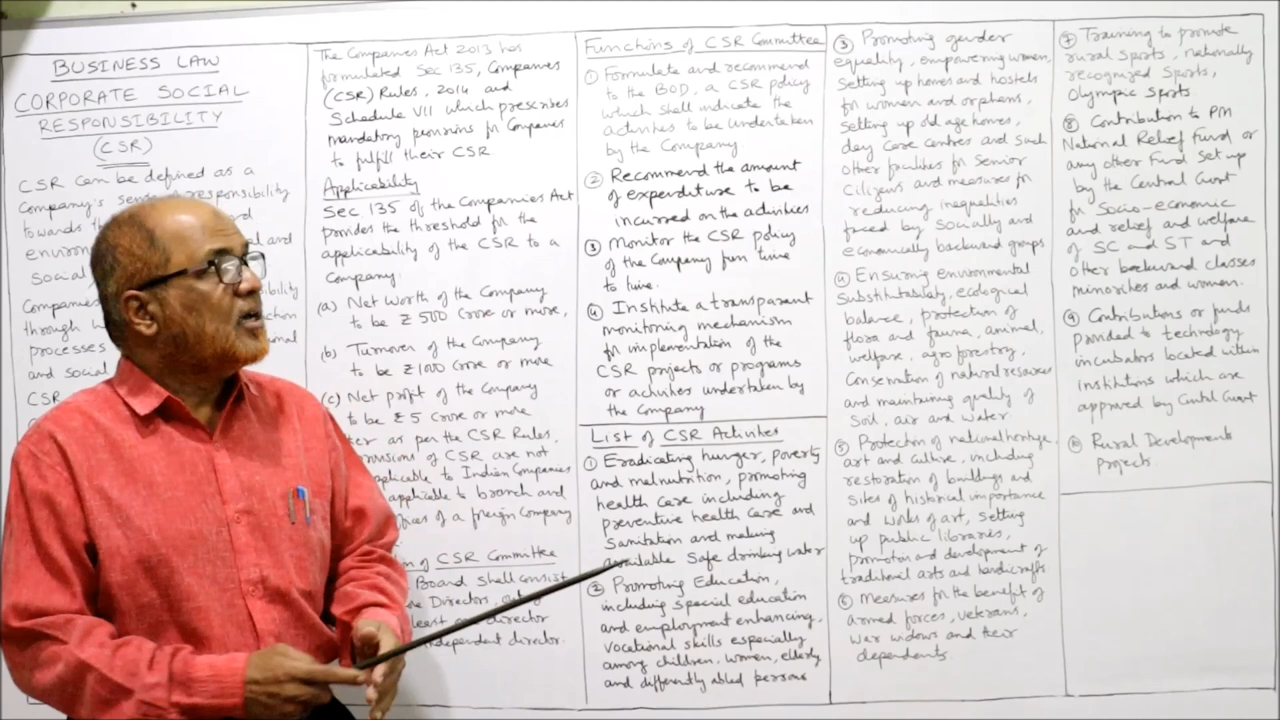 BUSINESS LAW
CORPORATE SOCIAL
RESPONSIBILITY
(CSR)
CSR can be defined as a
Company's responsibility
towards
and
social
Companies
through
processes
and social
CSR
The Companies Act 2013 has
formulated Sec 135, Companies
(CSR) Rules, 2014 and
Schedule VII which prescribes
mandatory provisions for Companies
to fulfill their CSR
Applicability
Sec 135 of the Companies Act
provides the threshold for the
applicability of the CSR to a
Company.
(a) Net worth of the Company
to be ₹ 500 Crore or more,
(b) Turnover of the Company
to be ₹ 1000 Crore or more
(c) Net profit of the Company
to be ₹ 5 Crore or more
as per the CSR Rules,
of CSR are not
to Indian Companies
applicable to branch and
of a foreign Company
of CSR Committee
Board shall consist
Director,
director
independent director.
Functions of CSR Committee
① Formulate and recommend
to the BOD, a CSR policy
which shall indicate the
activities to be undertaken
by the Company
② Recommend the amount
of expenditure to be
incurred on the activities
③ Monitor the CSR policy
of the Company from time
to time.
④ Institute a transparent
monitoring mechanism
for implementation of the
CSR projects or programs
or activities undertaken by
the Company
List of CSR Activities
① Eradicating hunger, poverty
and malnutrition, promoting
health care including
preventive health care and
Sanitation and making
available Safe drinking water
② Promoting Education,
including special education
and employment enhancing,
vocational skills especially
among children, women, elderly
and differently abled persons
③ Promoting gender
equality, empowering women,
Setting up homes and hostels
for women and orphans,
Setting up old age homes,
day care centres and such
other facilities for Senior
Citizens and measures for
reducing inequalities
faced by Socially and
economically backward groups
④ Ensuring environmental
Substitutability, ecological
balance, protection of
flora and fauna, animal,
welfare, agro forestry,
Conservation of natural resources
and maintaining quality of
Soil, air and water.
⑤ Protection of national heritage,
art and culture, including
restoration of buildings and
Sites of historical importance
and works of art, setting
up public libraries,
promotion and development of
traditional arts and handicrafts
⑥ Measures for the benefit of
armed forces, veterans,
war widows and their
dependents.
⑦ Training to promote
rural Sports, nationally
recognized Sports,
Olympic Sports
⑧ Contribution to PM
National Relief Fund or
any other Fund Set up
by the Central Govt
for Socio-economic
and relief and welfare
of SC and ST and
other backward classes
minorities and women.
⑨ Contributions or funds
provided to technology
incubators located within
institutions which are
approved by Central Govt
⑩ Rural Development
projects